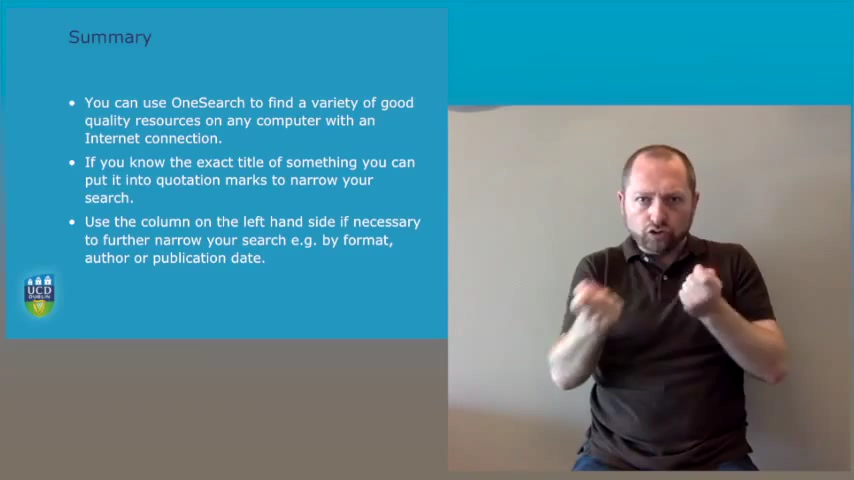 Summary
• You can use OneSearch to find a variety of good
quality resources on any computer with an
Internet connection.
• If you know the exact title of something you can
put it into quotation marks to narrow your
search.
• Use the column on the left hand side if necessary
to further narrow your search e.g. by format,
author or publication date.
UCD
DUBLIN